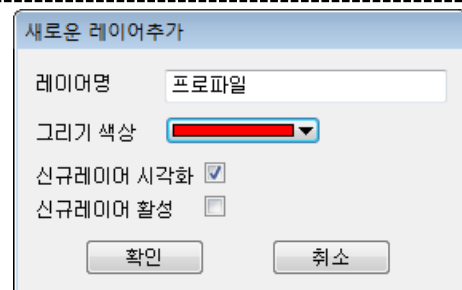 새로운 레이어추가
레이어명 프로파일
그리기 색상
신규레이어 시각화
신규레이어 활성
확인 취소